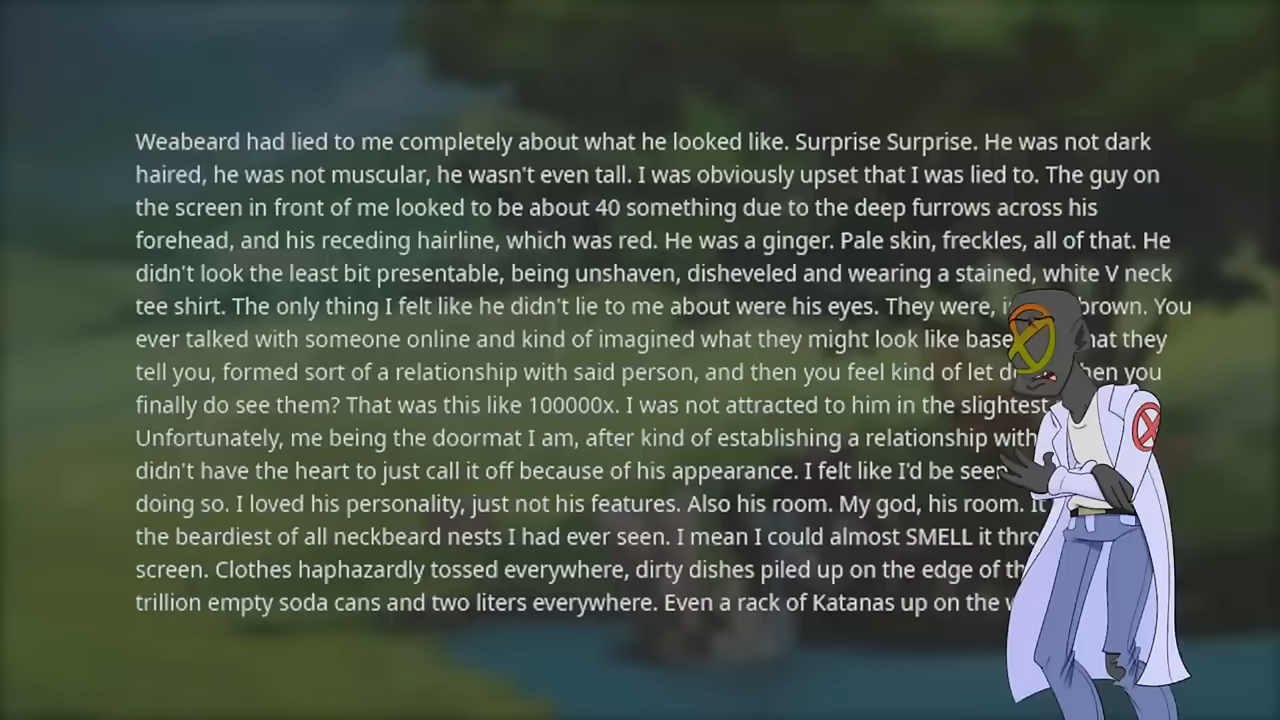 Weabeard had lied to me completely about what he looked like. Surprise Surprise. He was not dark
haired, he was not muscular, he wasn't even tall. I was obviously upset that I was lied to. The guy on
the screen in front of me looked to be about 40 something due to the deep furrows across his
forehead, and his receding hairline, which was red. He was a ginger. Pale skin, freckles, all of that. He
didn't look the least bit presentable, being unshaven, disheveled and wearing a stained, white V neck
tee shirt. The only thing I felt like he didn't lie to me about were his eyes. They were, brown. You
ever talked with someone online and kind of imagined what they might look like they
tell you, formed sort of a relationship with said person, and then you feel kind of let you
finally do see them? That was this like 100000x. I was not attracted to him in the slightest
Unfortunately, me being the doormat I am, after kind of establishing a relationship with
didn't have the heart to just call it off because of his appearance. I felt like I'd be seen
doing so. I loved his personality, just not his features. Also his room. My god, his room. It
the beardiest of all neckbeard nests I had ever seen. I mean I could almost SMELL it
screen. Clothes haphazardly tossed everywhere, dirty dishes piled up on the edge of
trillion empty soda cans and two liters everywhere. Even a rack of Katanas up on the